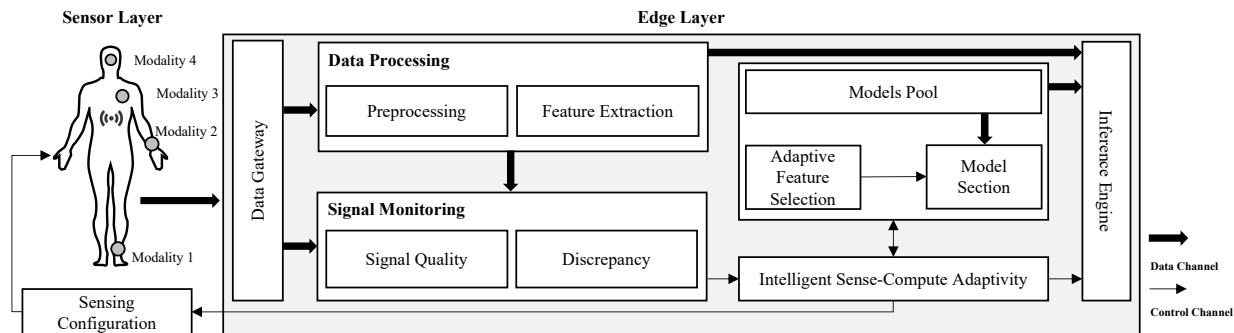 Sensor Layer
Edge Layer
Modality 4
Modality 3
Modality 2
Modality 1
Sensing
Configuration
Data Gateway
Data Processing
Preprocessing
Feature Extraction
Signal Monitoring
Signal Quality
Discrepancy
Models Pool
Adaptive
Feature
Selection
Model
Section
Intelligent Sense-Compute Adaptivity
Inference Engine
Data Channel
Control Channel